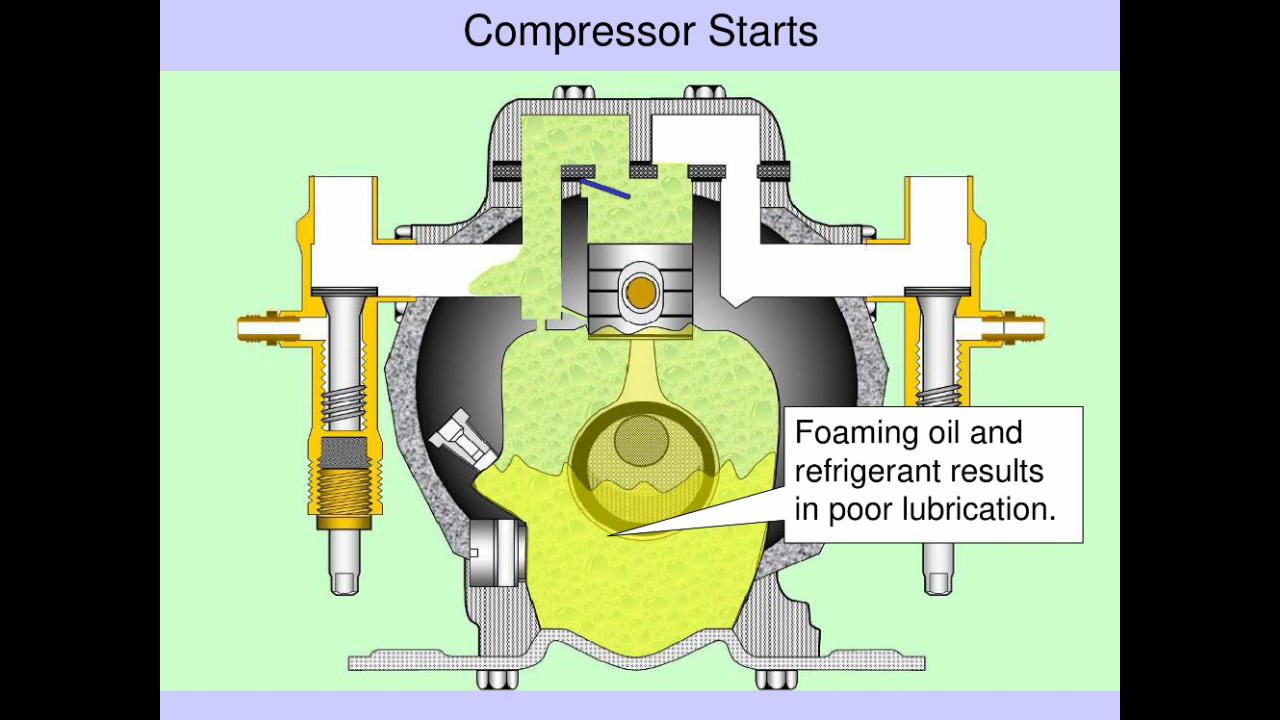 Compressor Starts
Foaming oil and
refrigerant results
in poor lubrication.